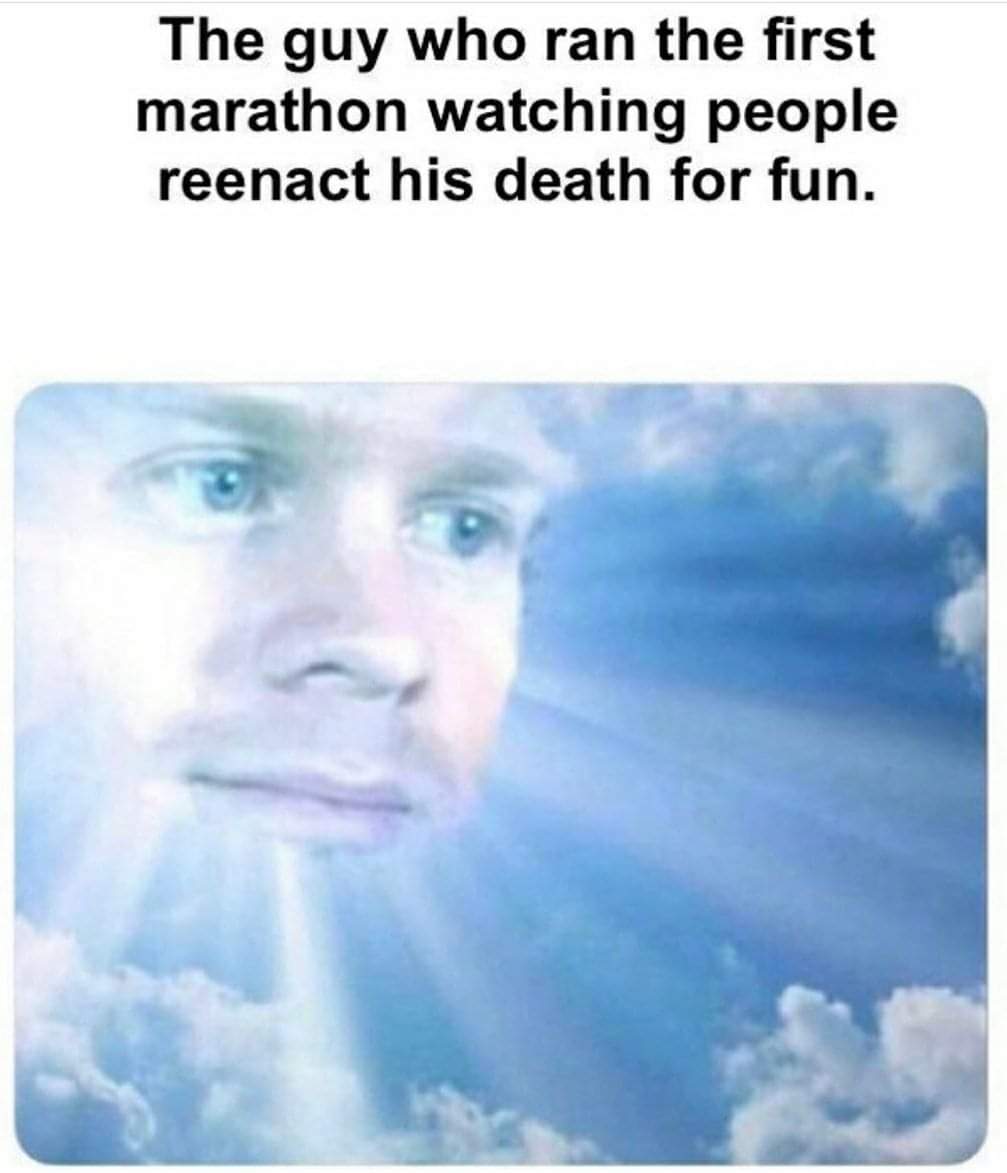 The guy who ran the first
marathon watching people
reenact his death for fun.